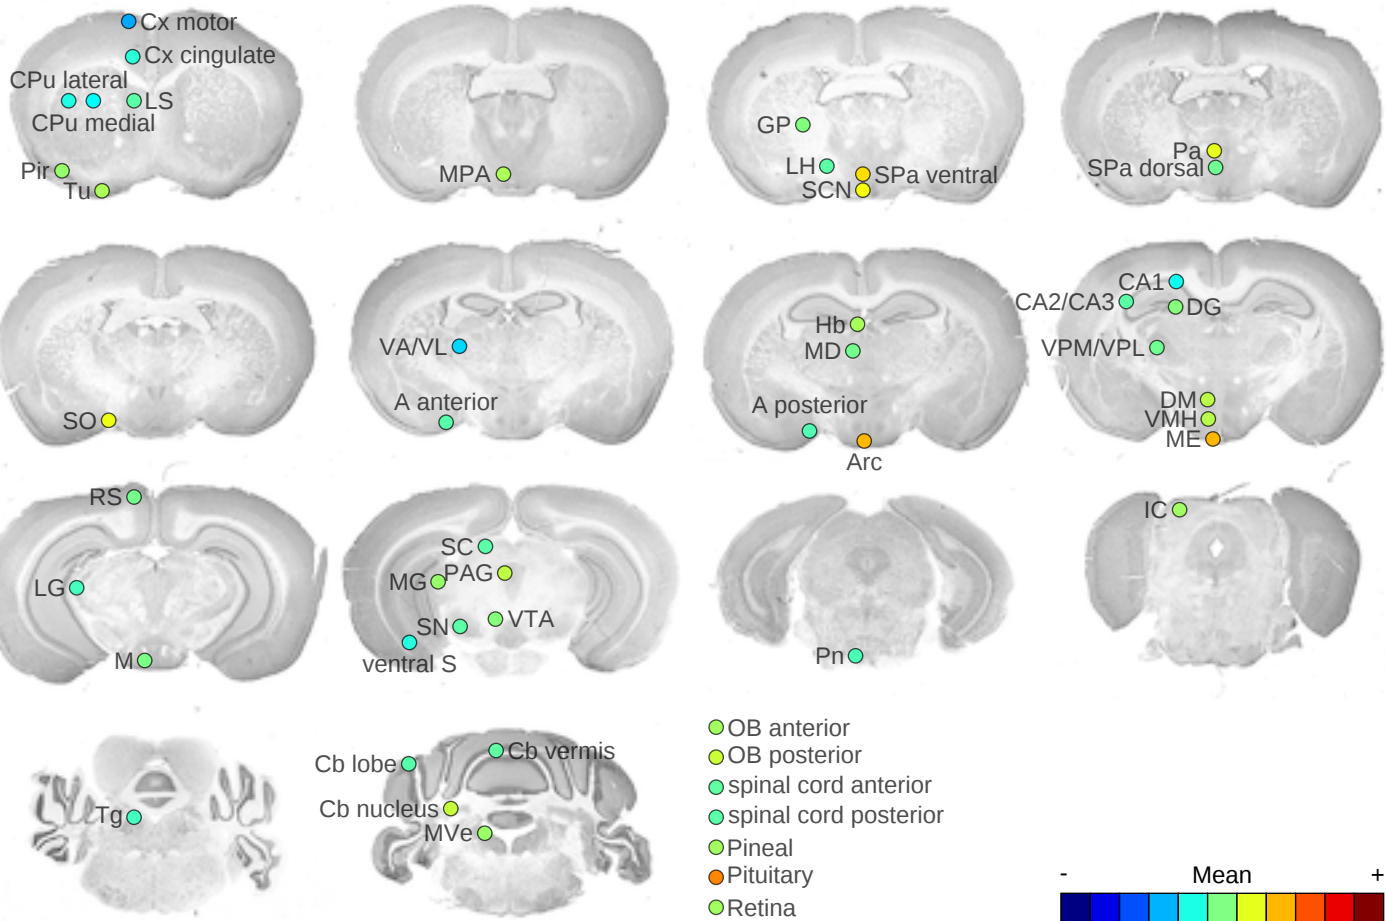 Cx motor
Cx cingulate
CPu lateral
LS
CPu medial
Pir
Tu
MPA
GP
LH
SPa ventral
SCN
Pa
SPa dorsal
SO
VA/VL
A anterior
Hb
MD
A posterior
Arc
CA1
CA2/CA3
DG
VPM/VPL
DM
VMH
ME
RS
LG
M
SC
MG
PAG
SN
VTA
ventral S
Pn
IC
Tg
Cb lobe
Cb vermis
Cb nucleus
MVe
OB anterior
OB posterior
spinal cord anterior
spinal cord posterior
Pineal
Pituitary
Retina
- Mean +